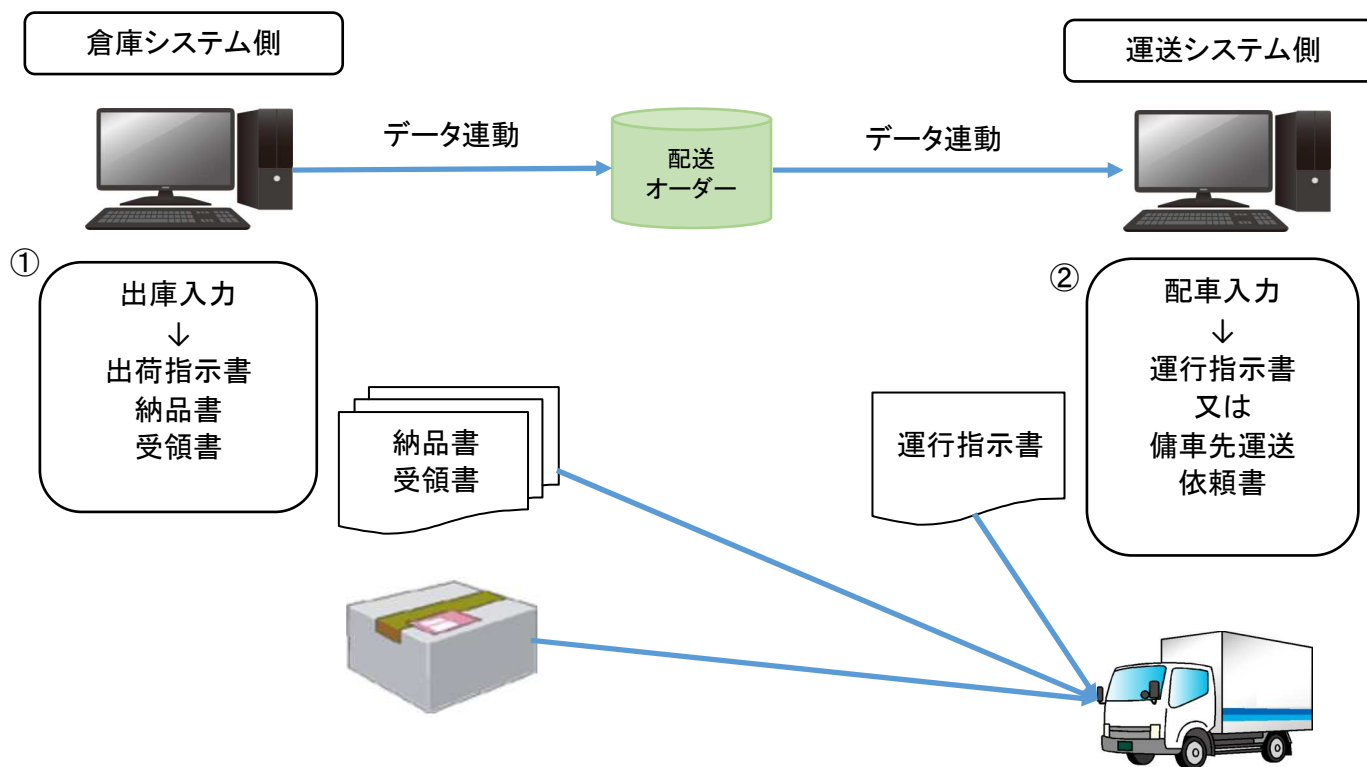 倉庫システム側
運送システム側
データ連動
配送
オーダー
データ連動
①
出庫入力
↓
出荷指示書
納品書
受領書
納品書
受領書
運行指示書
②
配車入力
↓
運行指示書
又は
傭車先運送
依頼書